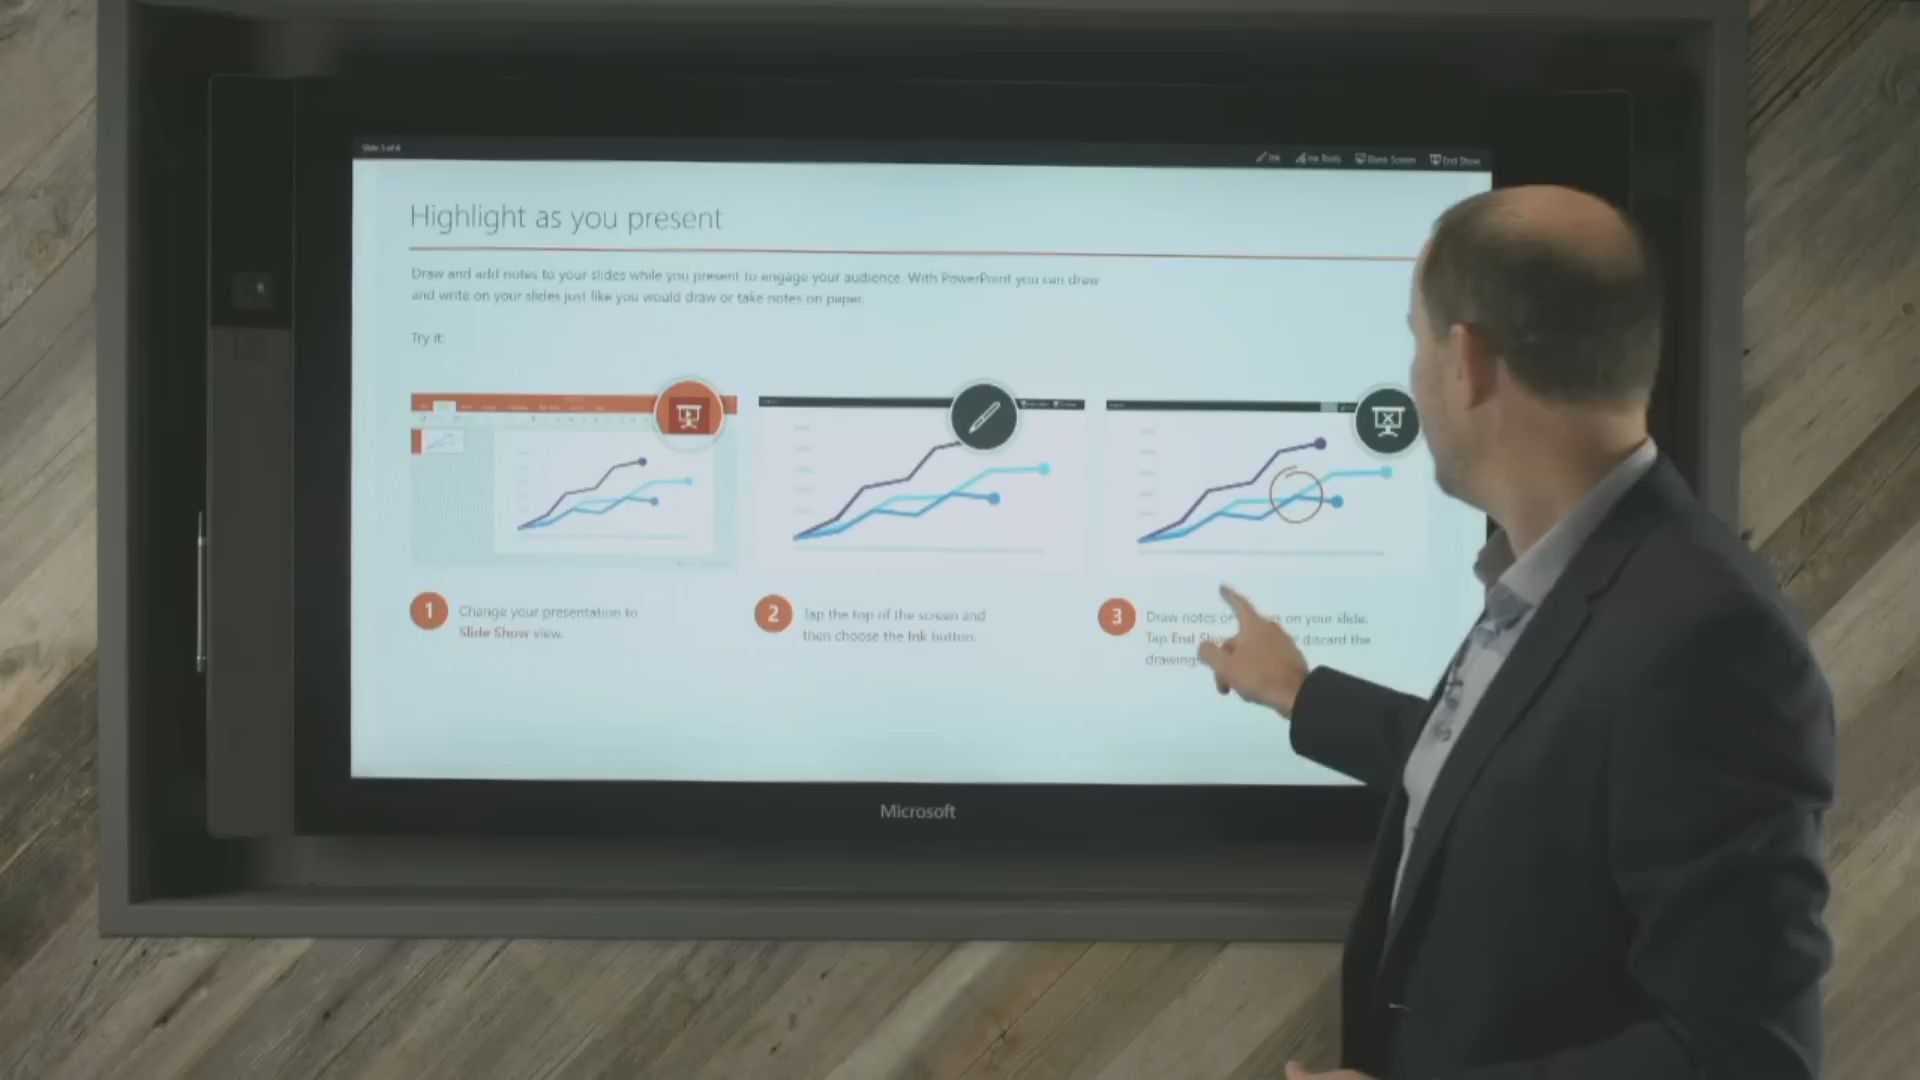 Slide 3 of 4
Ink Ink Tools Blank Screen End Show
Highlight as you present
Draw and add notes to your slides while you present to engage your audience. With PowerPoint you can draw
and write on your slides just like you would draw or take notes on paper.
Try it:
1 Change your presentation to
Slide Show view.
2 Tap the top of the screen and
then choose the Ink button.
3 Draw notes on your slide.
Tap End discard the
Microsoft